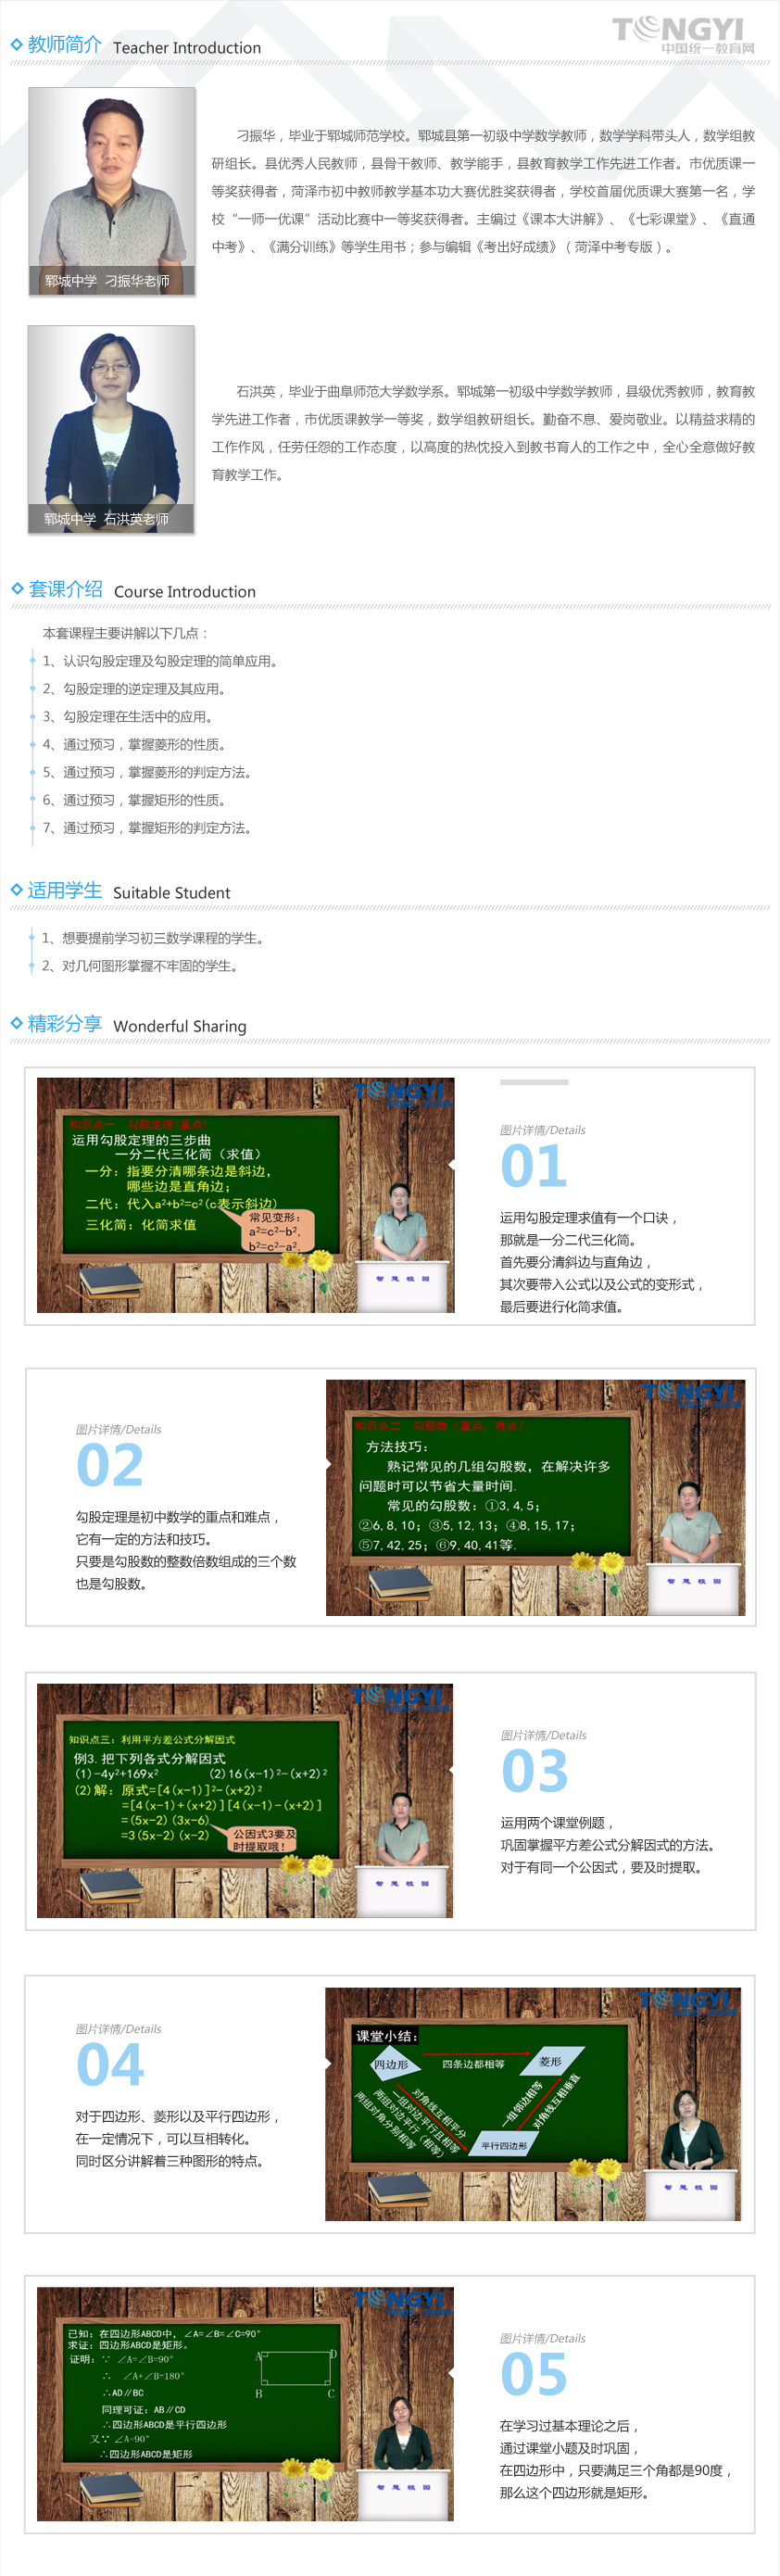 教师简介 Teacher Introduction
TONGYI
中国统一教育网
刁振华，毕业于郓城师范学校。郓城县第一初级中学数学教师，数学学科带头人，数学组教
研组长。县优秀人民教师，县骨干教师、教学能手，县教育教学工作先进工作者。市优质课一
等奖获得者，菏泽市初中教师教学基本功大赛优胜奖获得者，学校首届优质课大赛第一名，学
校“一师一优课”活动比赛中一等奖获得者。主编过《课本大讲解》、《七彩课堂》、《直通
中考》、《满分训练》等学生用书；参与编辑《考出好成绩》（菏泽中考专版）。
郓城中学 刁振华老师
石洪英，毕业于曲阜师范大学数学系。郓城第一初级中学数学教师，县级优秀教师，教育教
学先进工作者，市优质课教学一等奖，数学组教研组长。勤奋不息、爱岗敬业。以精益求精的
工作作风，任劳任怨的工作态度，以高度的热忱投入到教书育人的工作之中，全心全意做好教
育教学工作。
郓城中学 石洪英老师
套课介绍 Course Introduction
本套课程主要讲解以下几点：
1、认识勾股定理及勾股定理的简单应用。
2、勾股定理的逆定理及其应用。
3、勾股定理在生活中的应用。
4、通过预习，掌握菱形的性质。
5、通过预习，掌握菱形的判定方法。
6、通过预习，掌握矩形的性质。
7、通过预习，掌握矩形的判定方法。
适用学生 Suitable Student
1、想要提前学习初三数学课程的学生。
2、对几何图形掌握不牢固的学生。
精彩分享 Wonderful Sharing
TONGYI
知识点一 勾股定理(重点)
运用勾股定理的三步曲
一分二代三化简（求值）
一分：指要分清哪条边是斜边，
哪些边是直角边；
二代：代入a²+b²=c²(c表示斜边)
三化简：化简求值
常见变形：
a²=c²-b²，
b²=c²-a².
智 慧 校 园
图片详情/Details
01
运用勾股定理求值有一个口诀，
那就是一分二代三化简。
首先要分清斜边与直角边，
其次要带入公式以及公式的变形式，
最后要进行化简求值。
图片详情/Details
02
勾股定理是初中数学的重点和难点，
它有一定的方法和技巧。
只要是勾股数的整数倍数组成的三个数
也是勾股数。
TONGYI
知识点二 勾股数（重点、难点）
方法技巧：
熟记常见的几组勾股数，在解决许多
问题时可以节省大量时间.
常见的勾股数：①3,4,5；
②6,8,10；③5,12,13；④8,15,17；
⑤7,42,25；⑥9,40,41等.
智 慧 校 园
TONGYI
知识点三：利用平方差公式分解因式
例3.把下列各式分解因式
(1)-4y²+169x² (2)16(x-1)²-(x+2)²
(2)解：原式=[4(x-1)]²-(x+2)²
=[4(x-1)+(x+2)][4(x-1)-(x+2)]
=(5x-2)(3x-6)
=3(5x-2)(x-2)
公因式3要及
时提取哦！
智 慧 校 园
图片详情/Details
03
运用两个课堂例题，
巩固掌握平方差公式分解因式的方法。
对于有同一个公因式，要及时提取。
图片详情/Details
04
对于四边形、菱形以及平行四边形，
在一定情况下，可以互相转化。
同时区分讲解着三种图形的特点。
TONGYI
课堂小结：
四边形
四条边都相等
菱形
对角线互相平分
一组对边平行且相等
两组对边平行（相等）
两组对角分别相等
一组邻边相等
对角线互相垂直
平行四边形
智 慧 校 园
TONGYI
已知：在四边形ABCD中，∠A=∠B=∠C=90°
求证：四边形ABCD是矩形。
证明：∵ ∠A=∠B=90°
∴ ∠A+∠B=180°
∴AD∥BC
同理可证：AB∥CD
∴四边形ABCD是平行四边形
又∵ ∠A=90°
∴四边形ABCD是矩形
A
D
B
C
智 慧 校 园
图片详情/Details
05
在学习过基本理论之后，
通过课堂小题及时巩固，
在四边形中，只要满足三个角都是90度，
那么这个四边形就是矩形。